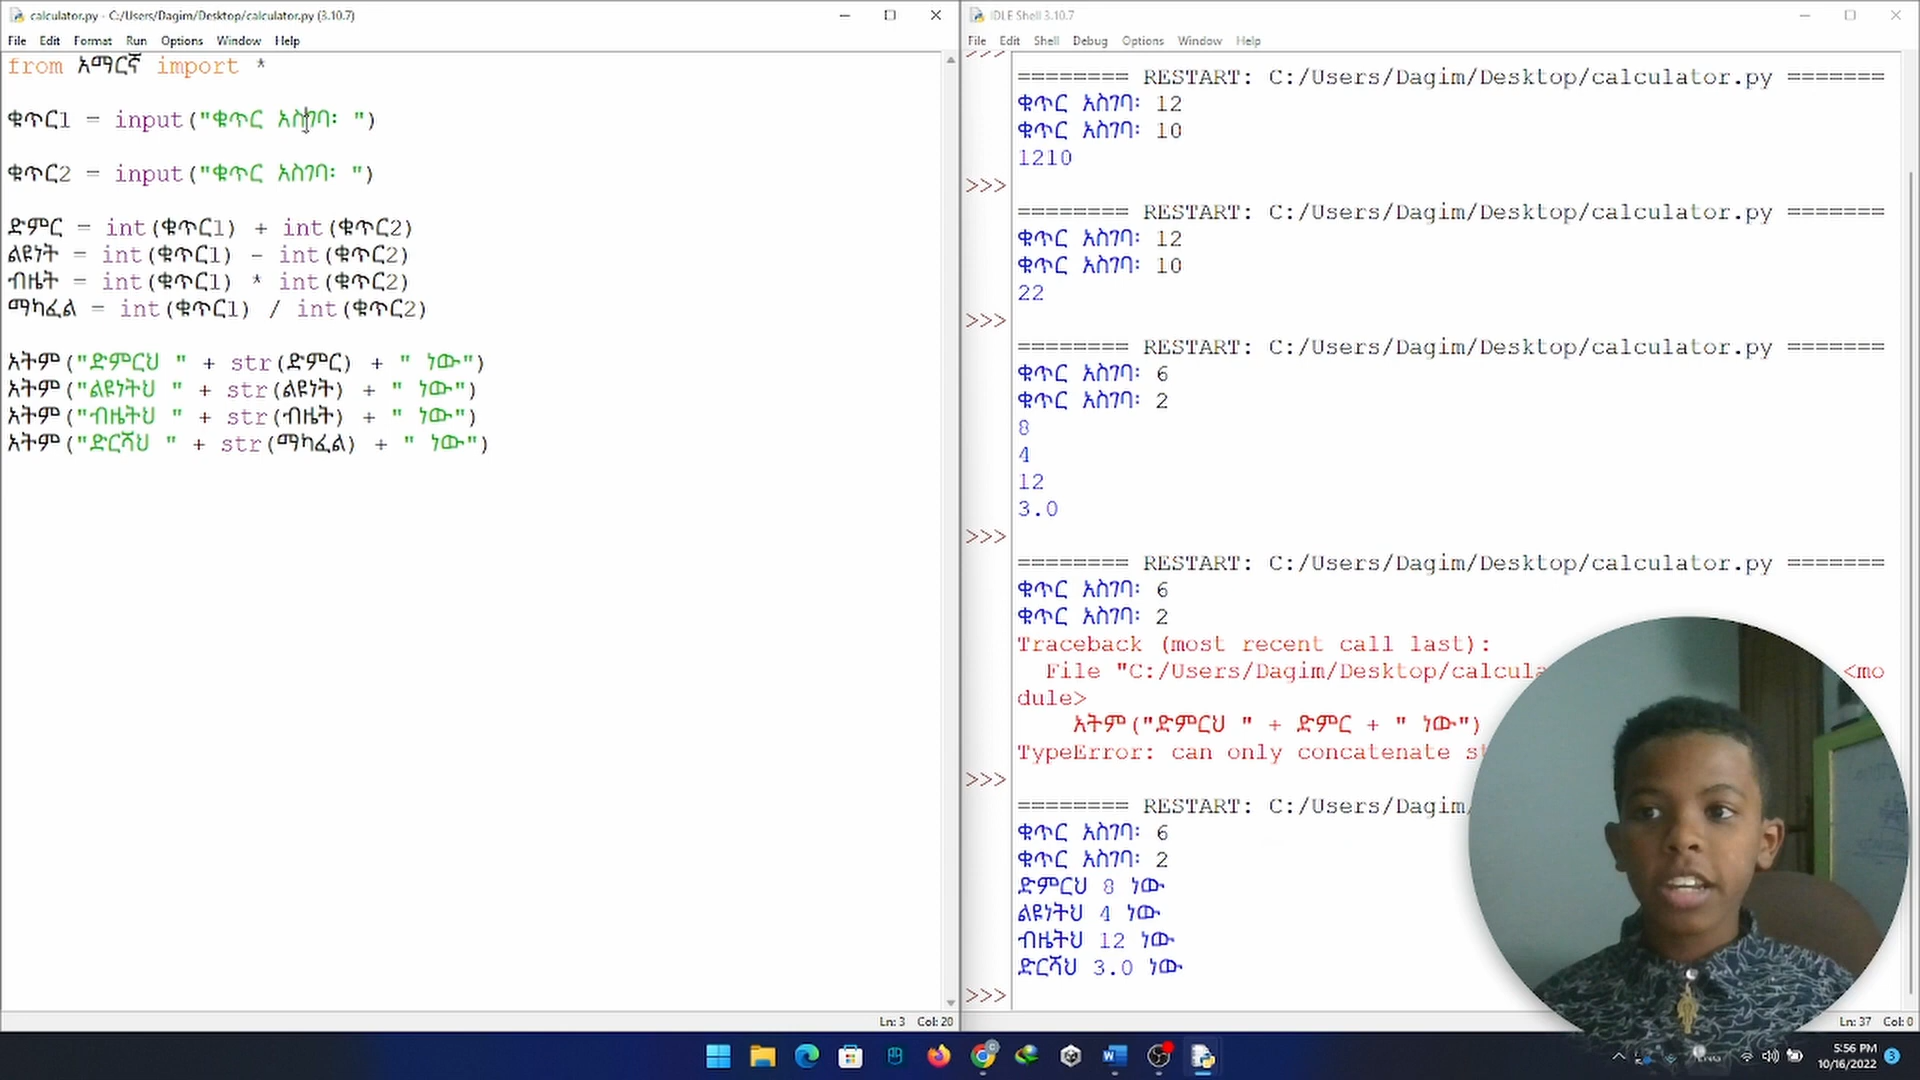 calculator.py - C:/Users/Dagim/Desktop/calculator.py (3.10.7)
File Edit Format Run Options Window Help
from አማርኛ import *
ቁጥር1 = input("ቁጥር አስገባ፡ ")
ቁጥር2 = input("ቁጥር አስገባ፡ ")
ድምር = int(ቁጥር1) + int(ቁጥር2)
ልዩነት = int(ቁጥር1) - int(ቁጥር2)
ብዜት = int(ቁጥር1) * int(ቁጥር2)
ማካፈል = int(ቁጥር1) / int(ቁጥር2)
አትም("ድምርህ " + str(ድምር) + " ነው")
አትም("ልዩነትህ " + str(ልዩነት) + " ነው")
አትም("ብዜትህ " + str(ብዜት) + " ነው")
አትም("ድርሻህ " + str(ማካፈል) + " ነው")
Ln: 3 Col: 20
IDLE Shell 3.10.7
File Edit Shell Debug Options Window Help
>>>
======== RESTART: C:/Users/Dagim/Desktop/calculator.py =======
ቁጥር አስገባ፡ 12
ቁጥር አስገባ፡ 10
1210
>>>
======== RESTART: C:/Users/Dagim/Desktop/calculator.py =======
ቁጥር አስገባ፡ 12
ቁጥር አስገባ፡ 10
22
>>>
======== RESTART: C:/Users/Dagim/Desktop/calculator.py =======
ቁጥር አስገባ፡ 6
ቁጥር አስገባ፡ 2
8
4
12
3.0
>>>
======== RESTART: C:/Users/Dagim/Desktop/calculator.py =======
ቁጥር አስገባ፡ 6
ቁጥር አስገባ፡ 2
Traceback (most recent call last):
File "C:/Users/Dagim/Desktop/calcula <mo
dule>
አትም("ድምርህ " + ድምር + " ነው")
TypeError: can only concatenate
>>>
======== RESTART: C:/Users/Dagim/
ቁጥር አስገባ፡ 6
ቁጥር አስገባ፡ 2
ድምርህ 8 ነው
ልዩነትህ 4 ነው
ብዜትህ 12 ነው
ድርሻህ 3.0 ነው
>>>
Ln: 37 Col: 0
5:56 PM
10/16/2022
3